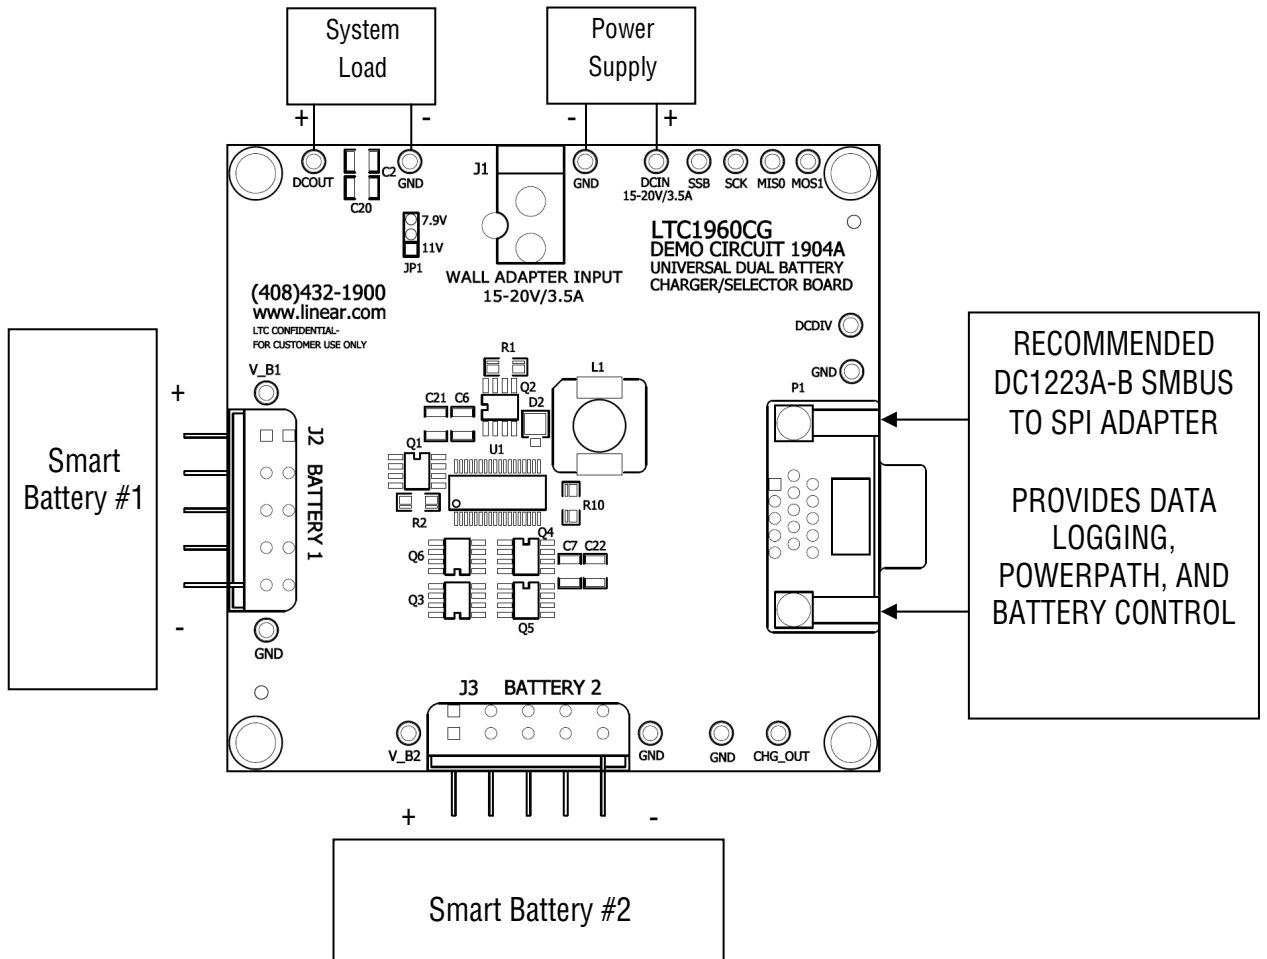 System
Load
Power
Supply
+
-
-
+
DCOUT
C2
GND
C20
J1
GND
DCIN
15-20V/3.5A
SSB
SCK
MIS0
MOS1
7.9V
11V
JP1
LTC1960CG
DEMO CIRCUIT 1904A
UNIVERSAL DUAL BATTERY
CHARGER/SELECTOR BOARD
WALL ADAPTER INPUT
15-20V/3.5A
(408)432-1900
www.linear.com
LTC CONFIDENTIAL-
FOR CUSTOMER USE ONLY
DCDIV
GND
P1
RECOMMENDED
DC1223A-B SMBUS
TO SPI ADAPTER
PROVIDES DATA
LOGGING,
POWERPATH, AND
BATTERY CONTROL
V_B1
+
Smart
Battery #1
-
J2 BATTERY 1
GND
R1
L1
Q2
D2
C21
C6
Q1
U1
R2
R10
Q6
Q4
C7
C22
Q3
Q5
J3 BATTERY 2
V_B2
GND
GND
CHG_OUT
+
-
Smart Battery #2